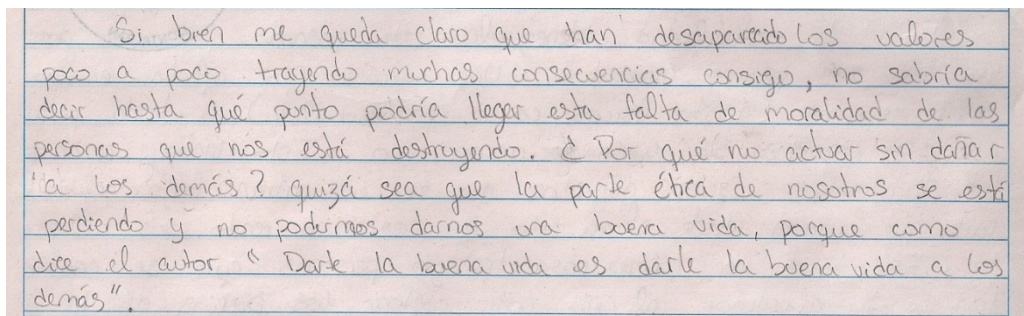 Si bien me queda claro que han desaparecido los valores
poco a poco trayendo muchas consecuencias consigo, no sabría
decir hasta qué punto podría llegar esta falta de moralidad de las
personas que nos está destruyendo. ¿Por qué no actuar sin dañar
a los demás? quizá sea que la parte ética de nosotros se está
perdiendo y no podemos darnos una buena vida, porque como
dice el autor "Darle la buena vida es darle la buena vida a los
demás".